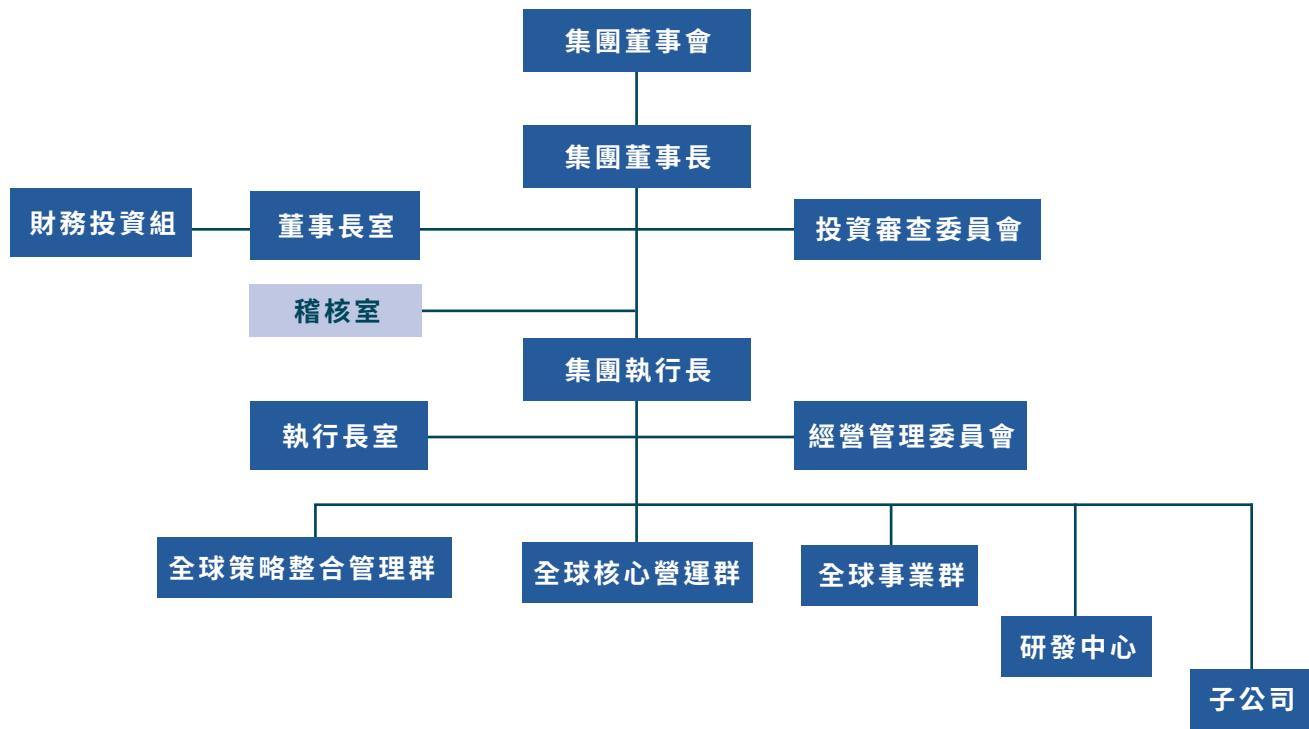 集團董事會
集團董事長
財務投資組
董事長室
投資審查委員會
稽核室
集團執行長
執行長室
經營管理委員會
全球策略整合管理群
全球核心營運群
全球事業群
研發中心
子公司